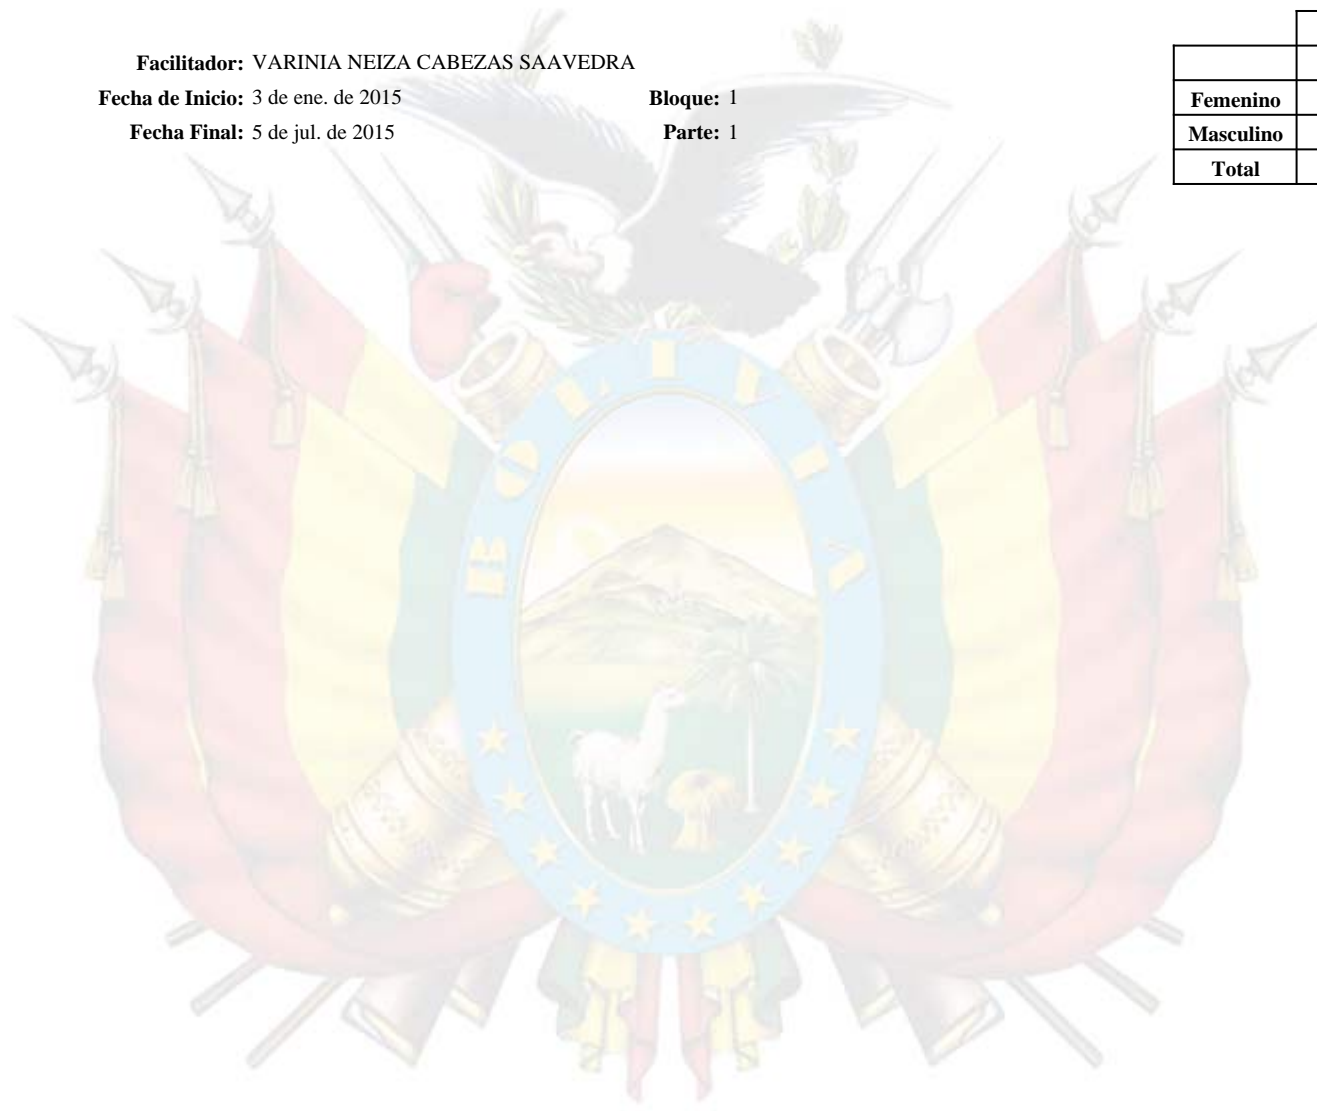 Facilitador: VARINIA NEIZA CABEZAS SAAVEDRA
Fecha de Inicio: 3 de ene. de 2015 Bloque: 1
Fecha Final: 5 de jul. de 2015 Parte: 1
Femenino
Masculino
Total
BOLIVIA